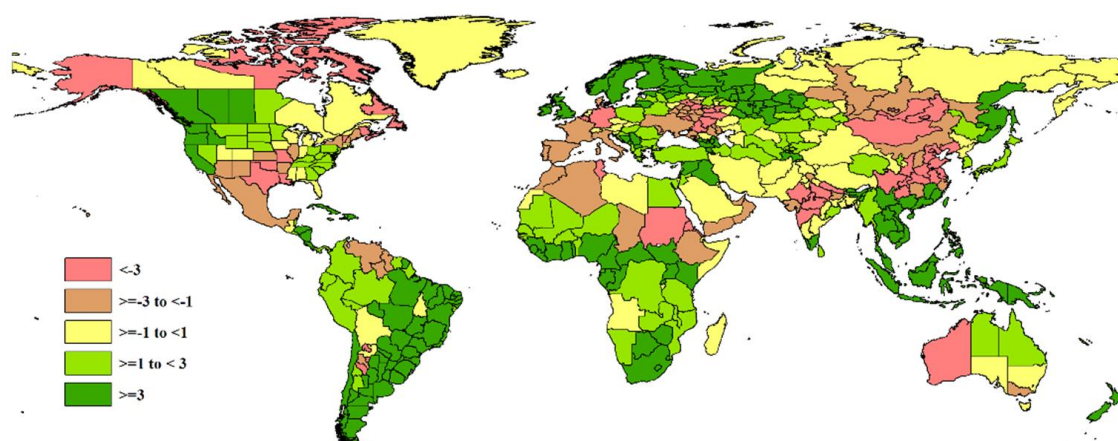 <-3
>=-3 to <-1
>=-1 to <1
>=1 to < 3
>=3